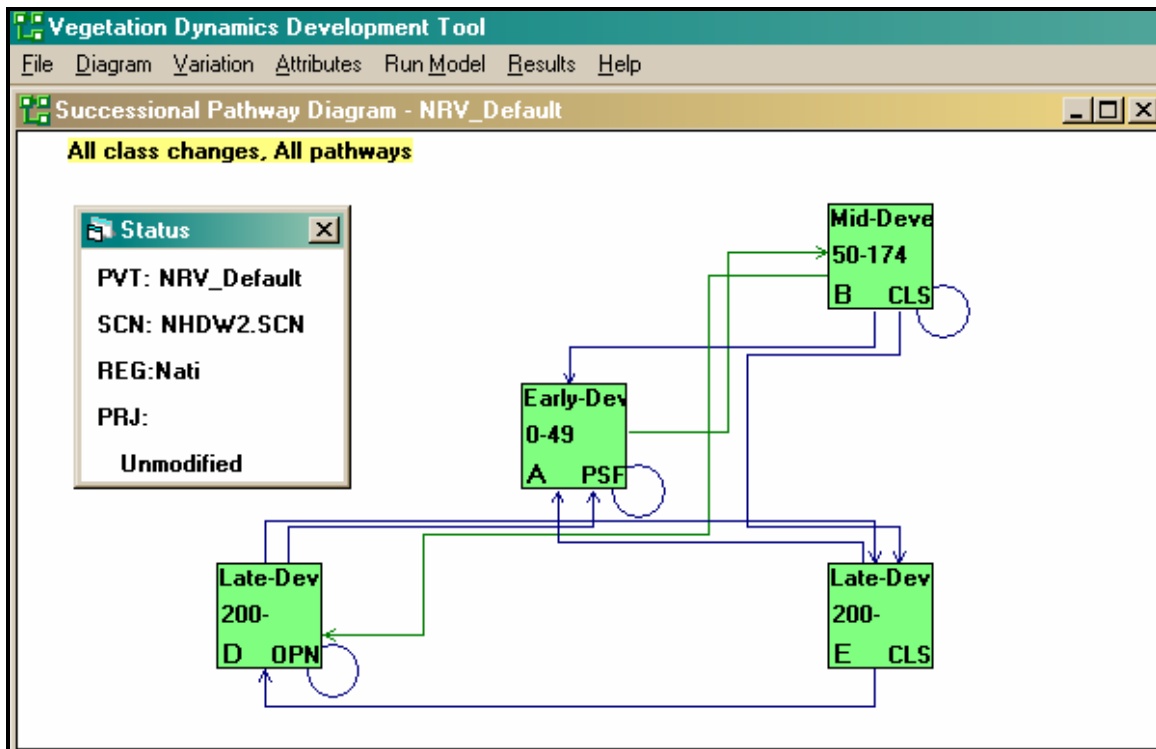 Vegetation Dynamics Development Tool
File Diagram Variation Attributes Run Model Results Help
Successional Pathway Diagram - NRV_Default
All class changes, All pathways
Status
PVT: NRV_Default
SCN: NHDW2.SCN
REG:Nati
PRJ:
Unmodified
Mid-Deve
50-174
B CLS
Early-Dev
0-49
A PSF
Late-Dev
200-
D OPN
Late-Dev
200-
E CLS